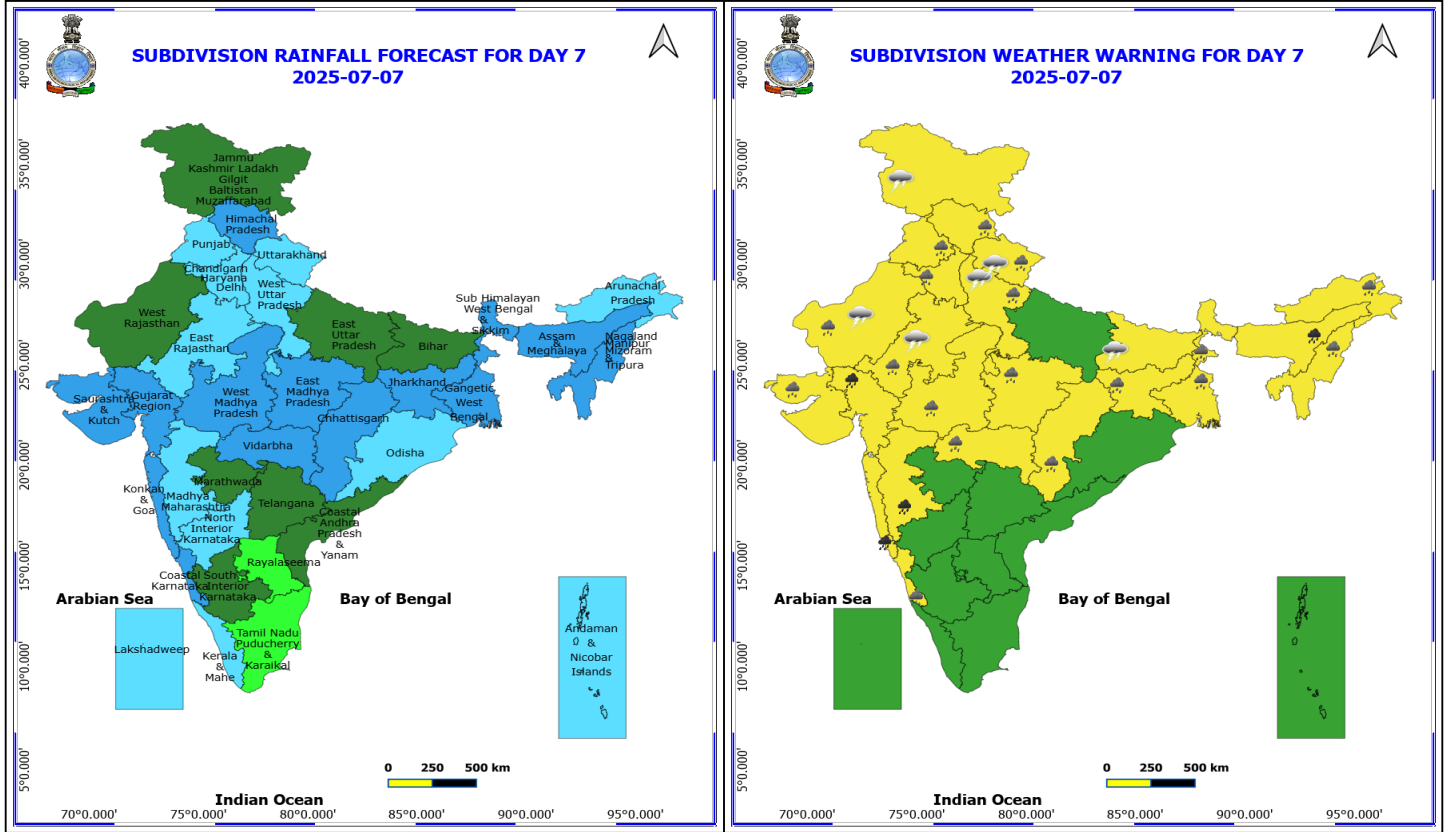 SUBDIVISION RAINFALL FORECAST FOR DAY 7
2025-07-07
40°0.000'
35°0.000'
30°0.000'
25°0.000'
20°0.000'
15°0.000'
10°0.000'
5°0.000'
Jammu
Kashmir Ladakh
Gilgit
Baltistan
Muzaffarabad
Himachal
Pradesh
Punjab
Uttarakhand
Chandigarh
Haryana
Delhi
West
Uttar
Pradesh
West
Rajasthan
East
Rajasthan
East
Uttar
Pradesh
Bihar
Sub Himalayan
West Bengal
&
Sikkim
Arunachal
Pradesh
Assam
&
Meghalaya
Nagaland
Manipur
Mizoram
&
Tripura
Saurashtra
&
Kutch
Gujarat
Region
West
Madhya
Pradesh
East
Madhya
Pradesh
Jharkhand
Gangetic
West
Bengal
Chhattisgarh
Vidarbha
Odisha
Konkan
&
Goa
Madhya
Maharashtra
Marathwada
Telangana
North
Interior
Karnataka
Coastal
Andhra
Pradesh
&
Yanam
Rayalaseema
Coastal
Karnataka
South
Interior
Karnataka
Tamil Nadu
Puducherry
&
Karaikal
Kerala
&
Mahe
Lakshadweep
Andaman
&
Nicobar
Islands
Arabian Sea
Bay of Bengal
Indian Ocean
0 250 500 km
70°0.000' 75°0.000' 80°0.000' 85°0.000' 90°0.000' 95°0.000'
SUBDIVISION WEATHER WARNING FOR DAY 7
2025-07-07
40°0.000'
35°0.000'
30°0.000'
25°0.000'
20°0.000'
15°0.000'
10°0.000'
5°0.000'
Arabian Sea
Bay of Bengal
Indian Ocean
0 250 500 km
70°0.000' 75°0.000' 80°0.000' 85°0.000' 90°0.000' 95°0.000'